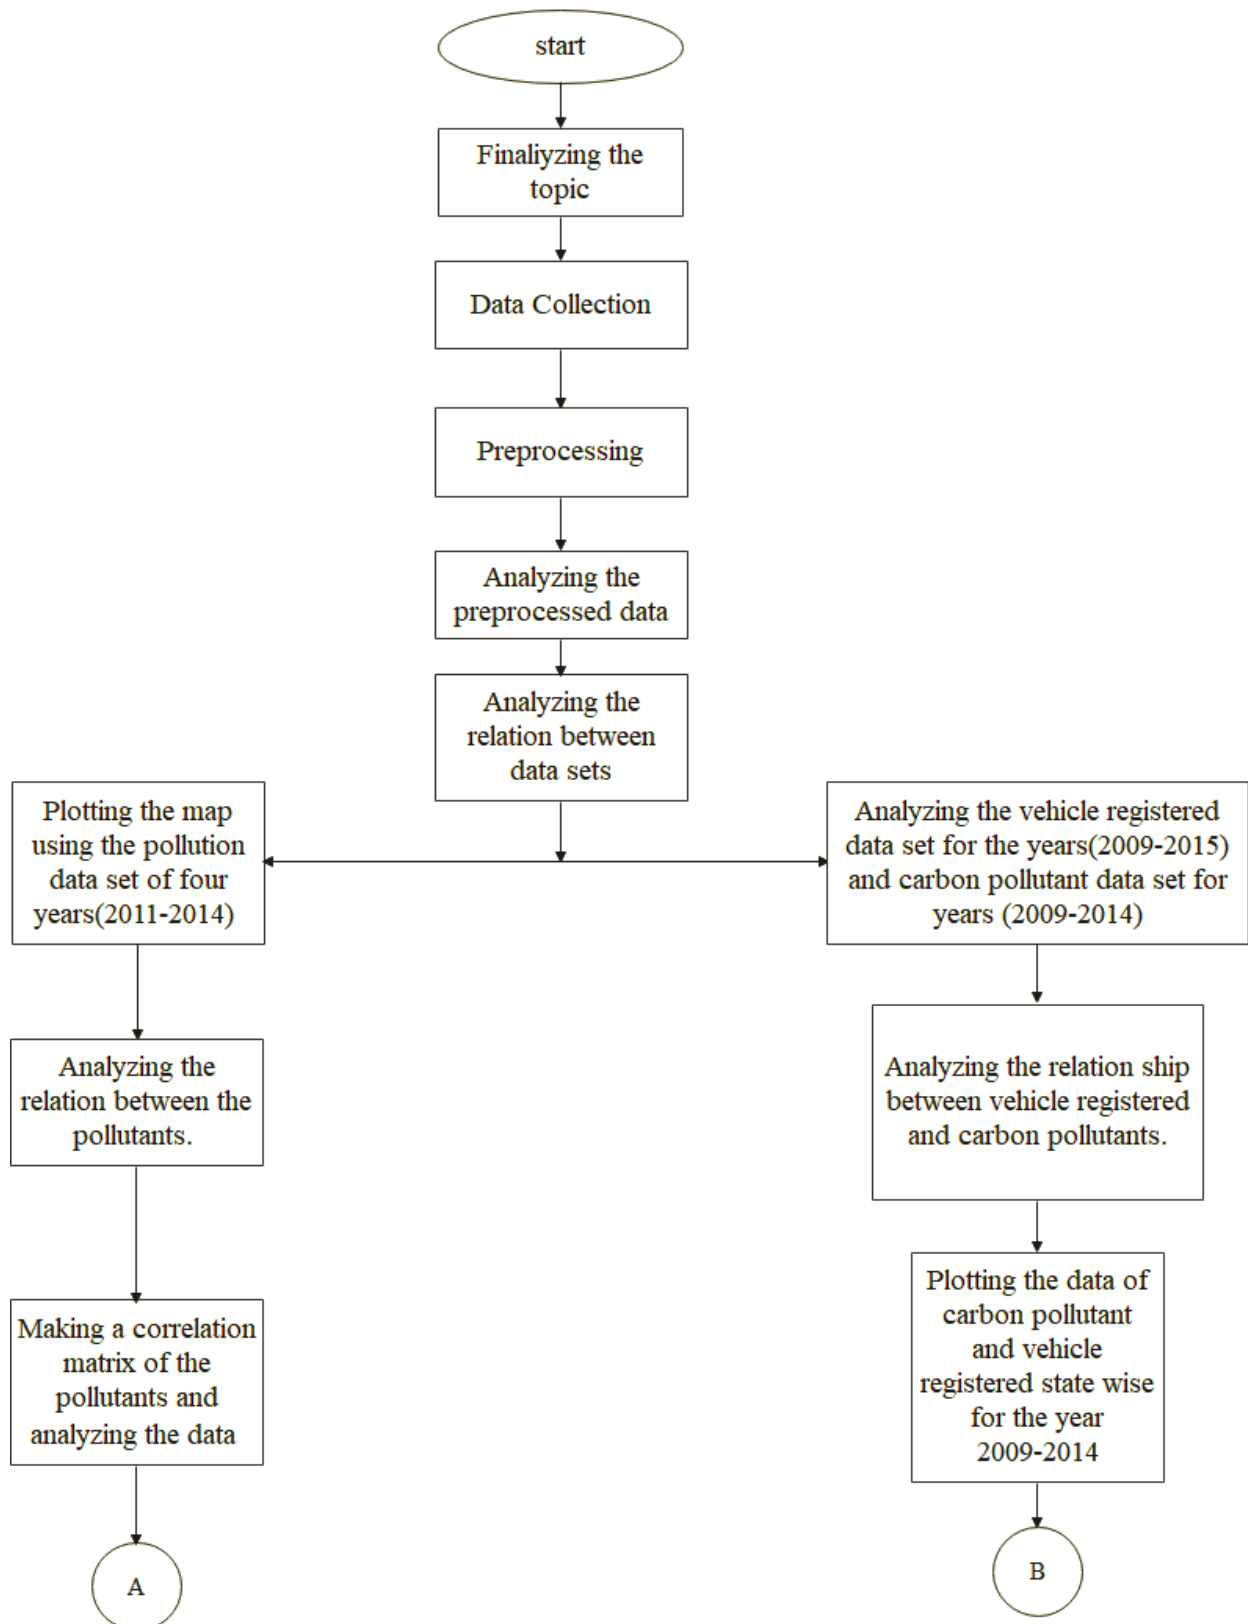 start
Finaliyzing the
topic
Data Collection
Preprocessing
Analyzing the
preprocessed data
Analyzing the
relation between
data sets
Plotting the map
using the pollution
data set of four
years(2011-2014)
Analyzing the
relation between the
pollutants.
Making a correlation
matrix of the
pollutants and
analyzing the data
A
Analyzing the vehicle registered
data set for the years(2009-2015)
and carbon pollutant data set for
years (2009-2014)
Analyzing the relation ship
between vehicle registered
and carbon pollutants.
Plotting the data of
carbon pollutant
and vehicle
registered state wise
for the year
2009-2014
B